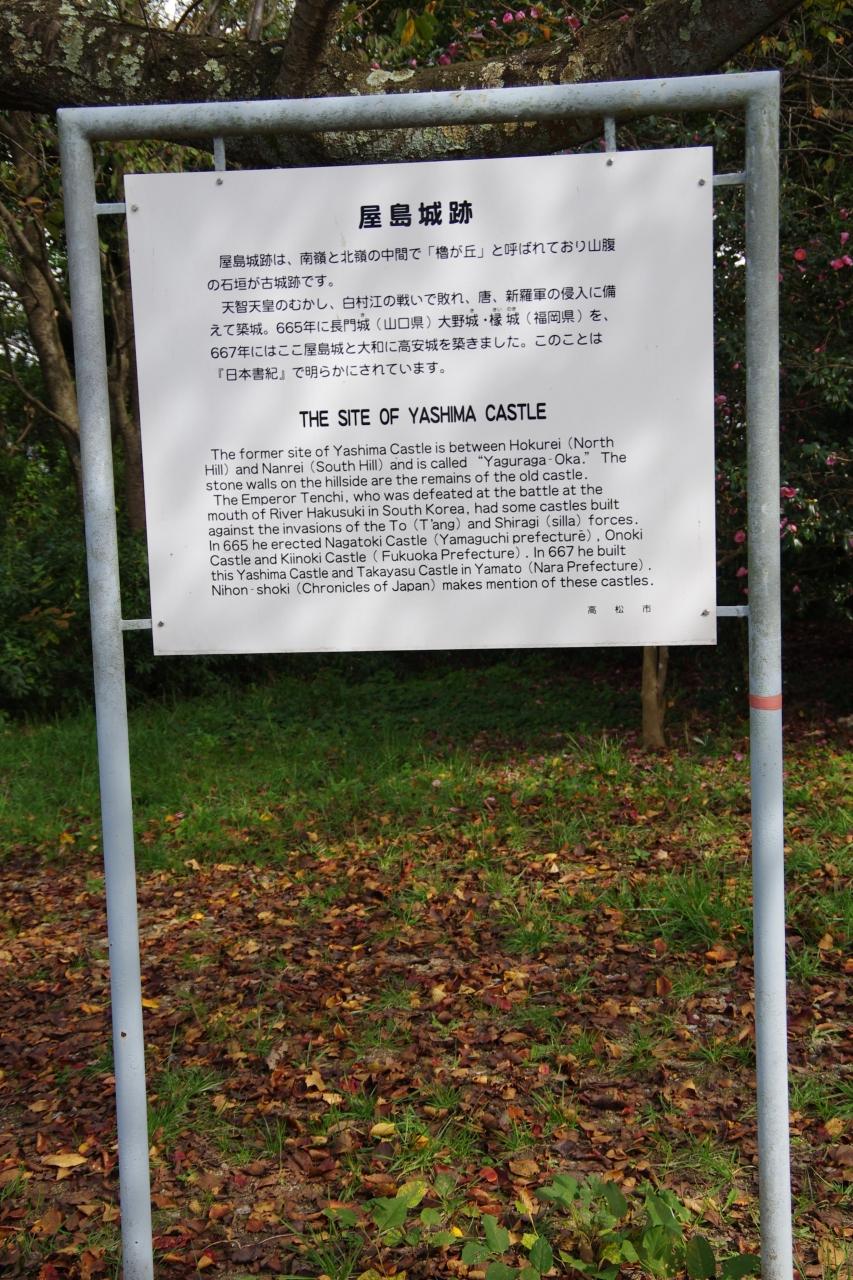 屋島城跡
屋島城跡は、南嶺と北嶺の中間で「櫓が丘」と呼ばれており山腹
の石垣が古城跡です。
天智天皇のむかし、白村江の戦いで敗れ、唐、新羅軍の侵入に備
えて築城。665年に長門城（山口県）大野城・椽城（福岡県）を、
667年にはここ屋島城と大和に高安城を築きました。このことは
『日本書紀』で明らかにされています。
THE SITE OF YASHIMA CASTLE
The former site of Yashima Castle is between Hokurei (North
Hill) and Nanrei (South Hill) and is called “Yaguraga-Oka.” The
stone walls on the hillside are the remains of the old castle.
The Emperor Tenchi, who was defeated at the battle at the
mouth of River Hakusuki in South Korea, had some castles built
against the invasions of the To (T'ang) and Shiragi (silla) forces.
In 665 he erected Nagatoki Castle (Yamaguchi prefecture), Onoki
Castle and Kiinoki Castle (Fukuoka Prefecture). In 667 he built
this Yashima Castle and Takayasu Castle in Yamato (Nara Prefecture).
Nihon-shoki (Chronicles of Japan) makes mention of these castles.
高松市